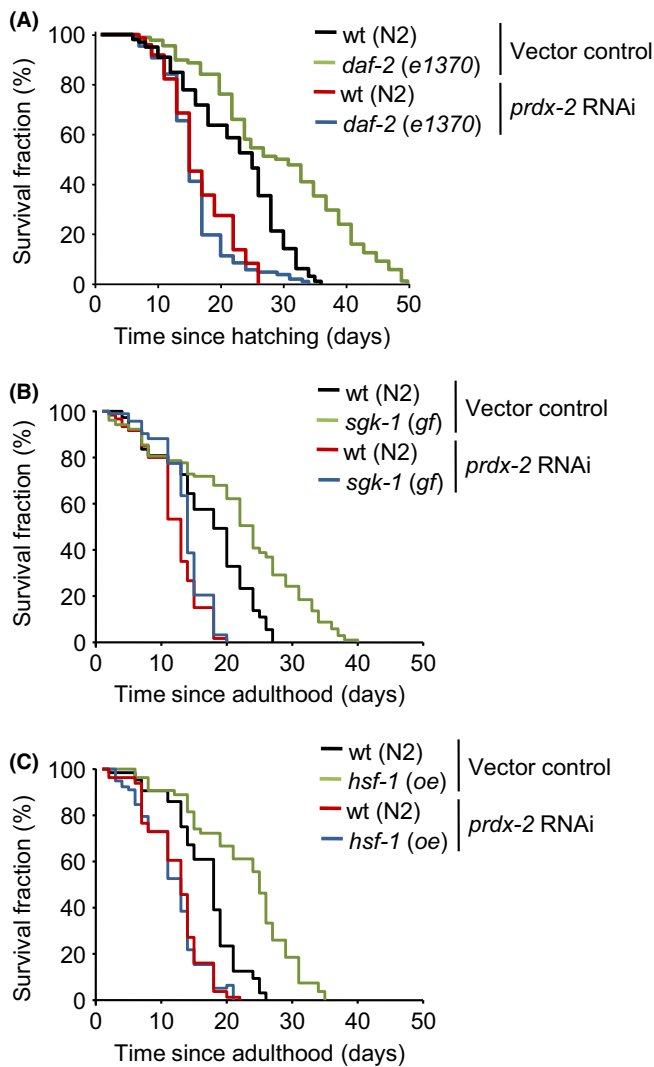 (A)
wt (N2)
daf-2 (e1370)
Vector control
wt (N2)
daf-2 (e1370)
prdx-2 RNAi
Survival fraction (%)
100
80
60
40
20
0
0 10 20 30 40 50
Time since hatching (days)
(B)
wt (N2)
sgk-1 (gf)
Vector control
wt (N2)
sgk-1 (gf)
prdx-2 RNAi
Survival fraction (%)
100
80
60
40
20
0
0 10 20 30 40 50
Time since adulthood (days)
(C)
wt (N2)
hsf-1 (oe)
Vector control
wt (N2)
hsf-1 (oe)
prdx-2 RNAi
Survival fraction (%)
100
80
60
40
20
0
0 10 20 30 40 50
Time since adulthood (days)